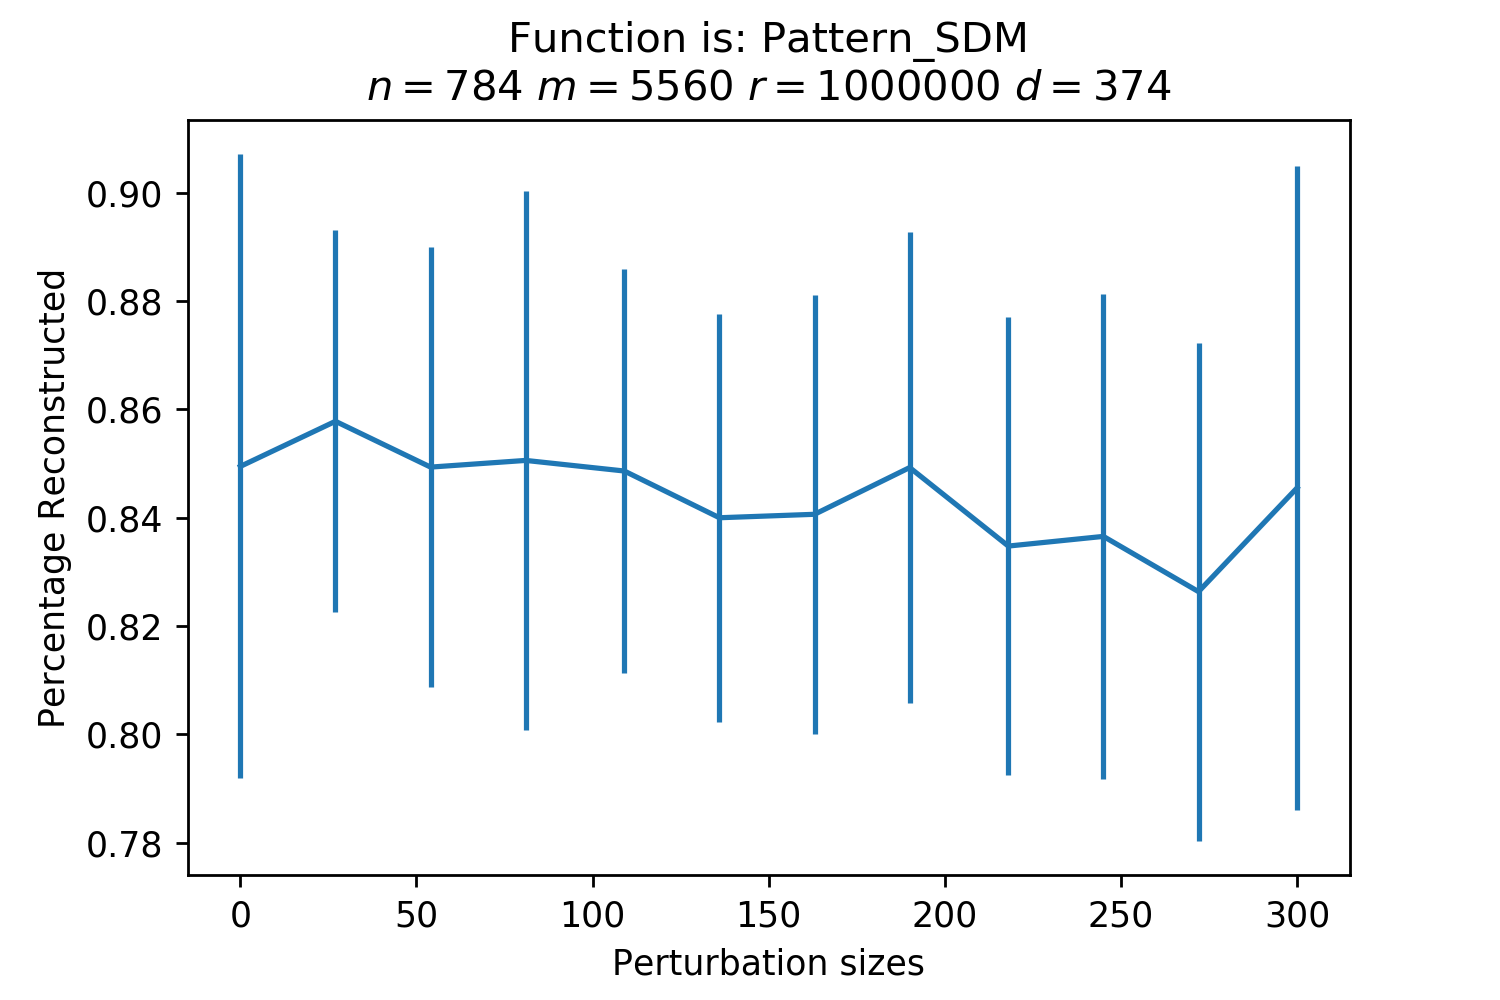 Function is: Pattern_SDM
n = 784 m = 5560 r = 1000000 d = 374
Percentage Reconstructed
0.90
0.88
0.86
0.84
0.82
0.80
0.78
0 50 100 150 200 250 300
Perturbation sizes